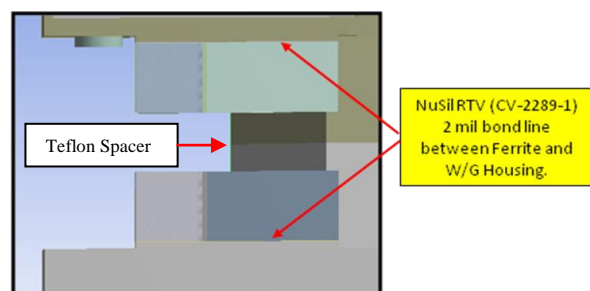 Teflon Spacer
NuSil RTV (CV-2289-1)
2 mil bond line
between Ferrite and
W/G Housing.